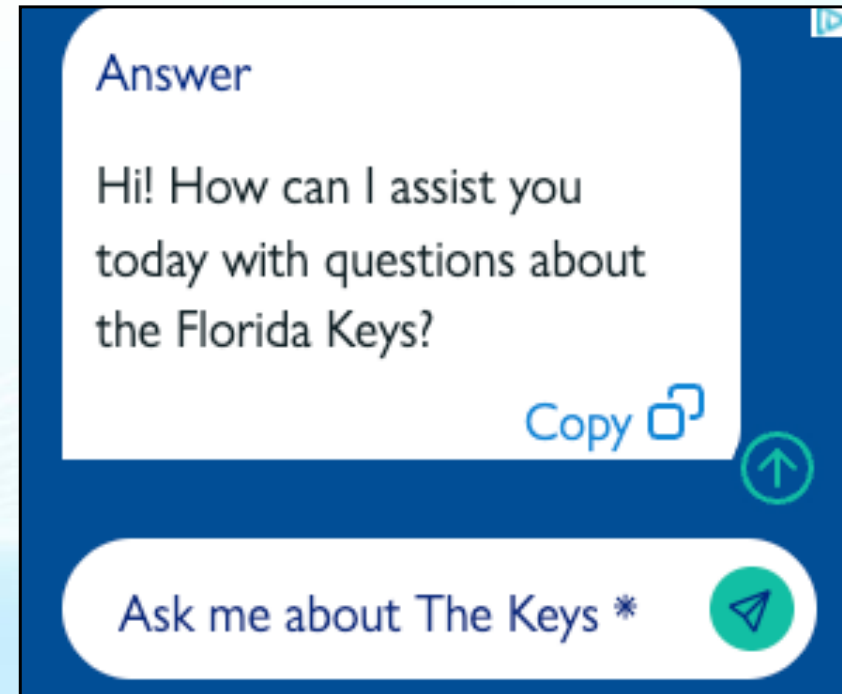 Answer
Hi! How can I assist you
today with questions about
the Florida Keys?
Copy
Ask me about The Keys *